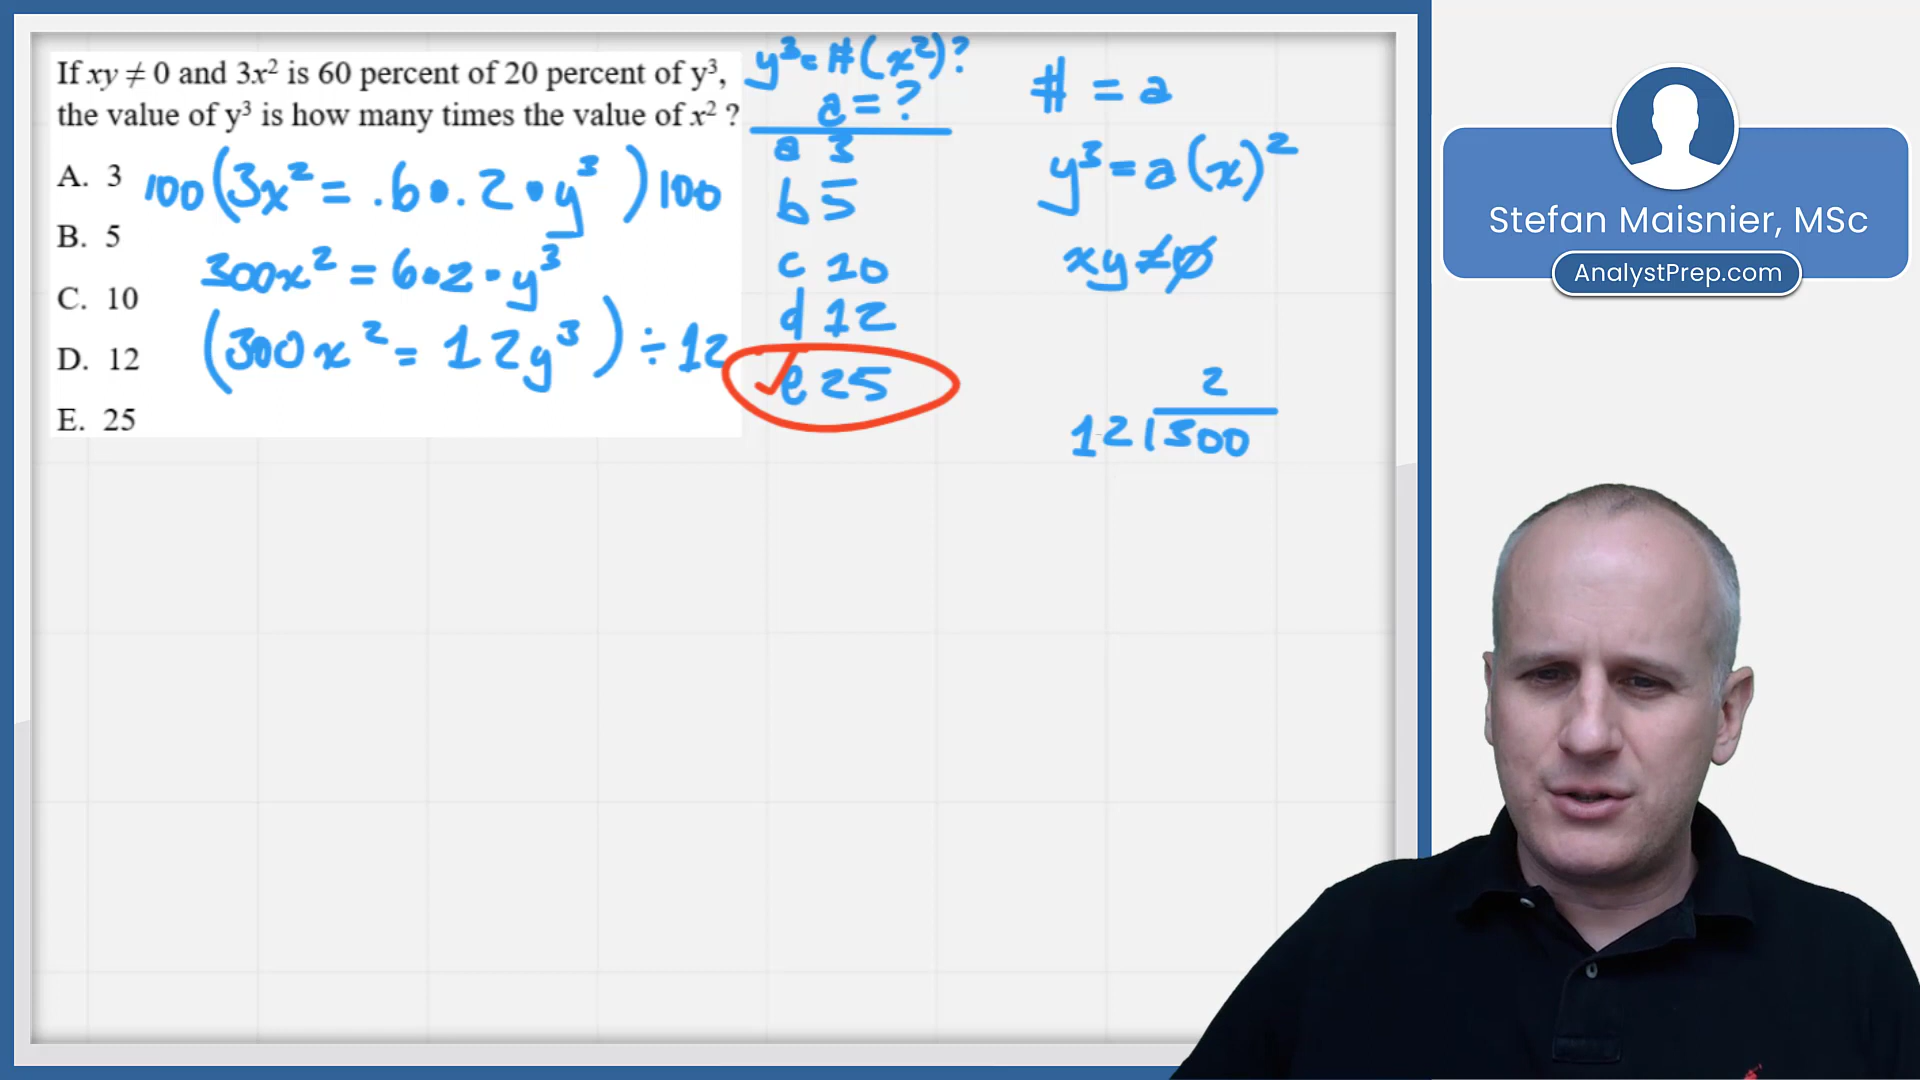 If xy ≠ 0 and 3x² is 60 percent of 20 percent of y³,
the value of y³ is how many times the value of x² ?
A. 3
B. 5
C. 10
D. 12
E. 25
100(3x² = .6 • .2 • y³)100
300x² = 6•2•y³
(300x² = 12y³) ÷ 12
y³= #(x²)?
a = ?
a 3
b 5
c 10
d 12
✓e 25
# = a
y³ = a(x)²
xy ≠ 0
2
12 300
Stefan Maisnier, MSc
AnalystPrep.com